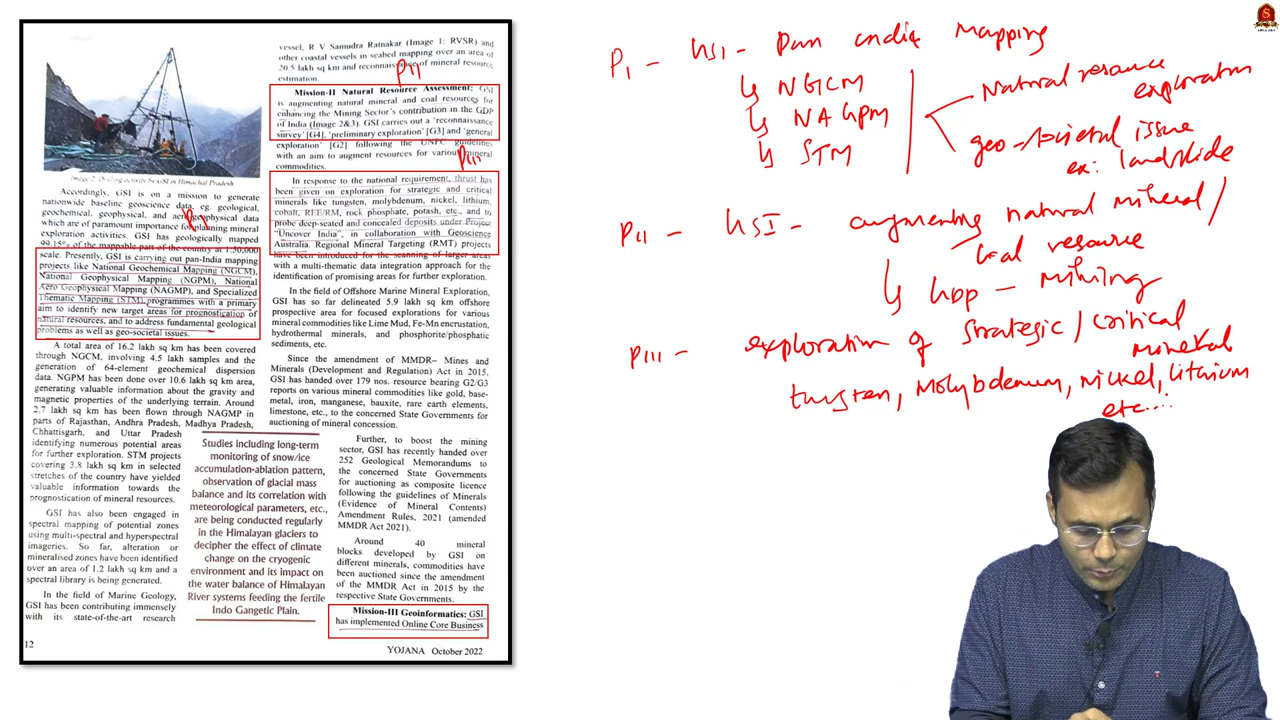 Image 2: Drilling activity by GSI in Himachal Pradesh
Accordingly, GSI is on a mission to generate
nationwide baseline geoscience data, eg. geological,
geochemical, geophysical, and aero-geophysical data
which are of paramount importance for planning mineral
exploration activities. GSI has geologically mapped
99.15% of the mappable part of the country at 1:50,000
scale. Presently, GSI is carrying out pan-India mapping
projects like National Geochemical Mapping (NGCM),
National Geophysical Mapping (NGPM), National
Aero Geophysical Mapping (NAGMP), and Specialized
Thematic Mapping (STM), programmes with a primary
aim to identify new target areas for prognostication of
natural resources, and to address fundamental geological
problems as well as geo-societal issues.
A total area of 16.2 lakh sq km has been covered
through NGCM, involving 4.5 lakh samples and the
generation of 64-element geochemical dispersion
data. NGPM has been done over 10.6 lakh sq km area,
generating valuable information about the gravity and
magnetic properties of the underlying terrain. Around
2.7 lakh sq km has been flown through NAGMP in
parts of Rajasthan, Andhra Pradesh, Madhya Pradesh,
Chhattisgarh, and Uttar Pradesh
identifying numerous potential areas
for further exploration. STM projects
covering 3.8 lakh sq km in selected
stretches of the country have yielded
valuable information towards the
prognostication of mineral resources.
GSI has also been engaged in
spectral mapping of potential zones
using multi-spectral and hyperspectral
imageries. So far, alteration or
mineralised zones have been identified
over an area of 1.2 lakh sq km and a
spectral library is being generated.
In the field of Marine Geology,
GSI has been contributing immensely
with its state-of-the-art research
12
Studies including long-term
monitoring of snow/ice
accumulation-ablation pattern,
observation of glacial mass
balance and its correlation with
meteorological parameters, etc.,
are being conducted regularly
in the Himalayan glaciers to
decipher the effect of climate
change on the cryogenic
environment and its impact on
the water balance of Himalayan
River systems feeding the fertile
Indo Gangetic Plain.
vessel, R V Samudra Ratnakar (Image 1: RVSR) and
other coastal vessels in seabed mapping over an area of
20.5 lakh sq km and reconnaissance of mineral resource
estimation.
PII
Mission-II Natural Resource Assessment: GSI
is augmenting natural mineral and coal resources for
enhancing the Mining Sector's contribution in the GDP
of India (Image 2&3). GSI carries out a 'reconnaissance
survey' [G4], 'preliminary exploration' [G3] and 'general
exploration' [G2] following the UNFC guidelines
with an aim to augment resources for various mineral
commodities.
PIII
In response to the national requirement, thrust has
been given on exploration for strategic and critical
minerals like tungsten, molybdenum, nickel, lithium,
cobalt, REE/RM, rock phosphate, potash, etc., and to
probe deep-seated and concealed deposits under Project
"Uncover India", in collaboration with Geoscience
Australia. Regional Mineral Targeting (RMT) projects
have been introduced for the scanning of larger areas
with a multi-thematic data integration approach for the
identification of promising areas for further exploration.
In the field of Offshore Marine Mineral Exploration,
GSI has so far delineated 5.9 lakh sq km offshore
prospective area for focused explorations for various
mineral commodities like Lime Mud, Fe-Mn encrustation,
hydrothermal minerals, and phosphorite/phosphatic
sediments, etc.
Since the amendment of MMDR– Mines and
Minerals (Development and Regulation) Act in 2015,
GSI has handed over 179 nos. resource bearing G2/G3
reports on various mineral commodities like gold, base-
metal, iron, manganese, bauxite, rare earth elements,
limestone, etc., to the concerned State Governments for
auctioning of mineral concession.
Further, to boost the mining
sector, GSI has recently handed over
252 Geological Memorandums to
the concerned State Governments
for auctioning as composite licence
following the guidelines of Minerals
(Evidence of Mineral Contents)
Amendment Rules, 2021 (amended
MMDR Act 2021).
Around 40 mineral
blocks developed by GSI on
different minerals, commodities have
been auctioned since the amendment
of the MMDR Act in 2015 by the
respective State Governments.
Mission-III Geoinformatics: GSI
has implemented Online Core Business
YOJANA October 2022
PI – GSI – Pan India Mapping
NGCM
NAGPM
STM
Natural resource
exploration
geo-societal issue
ex: landslide
PII – GSI – augmenting natural mineral/
coal resource
GDP – mining
PIII – exploration of strategic/critical
mineral
tungsten, Molybdenum, Nickel, Lithium
etc...